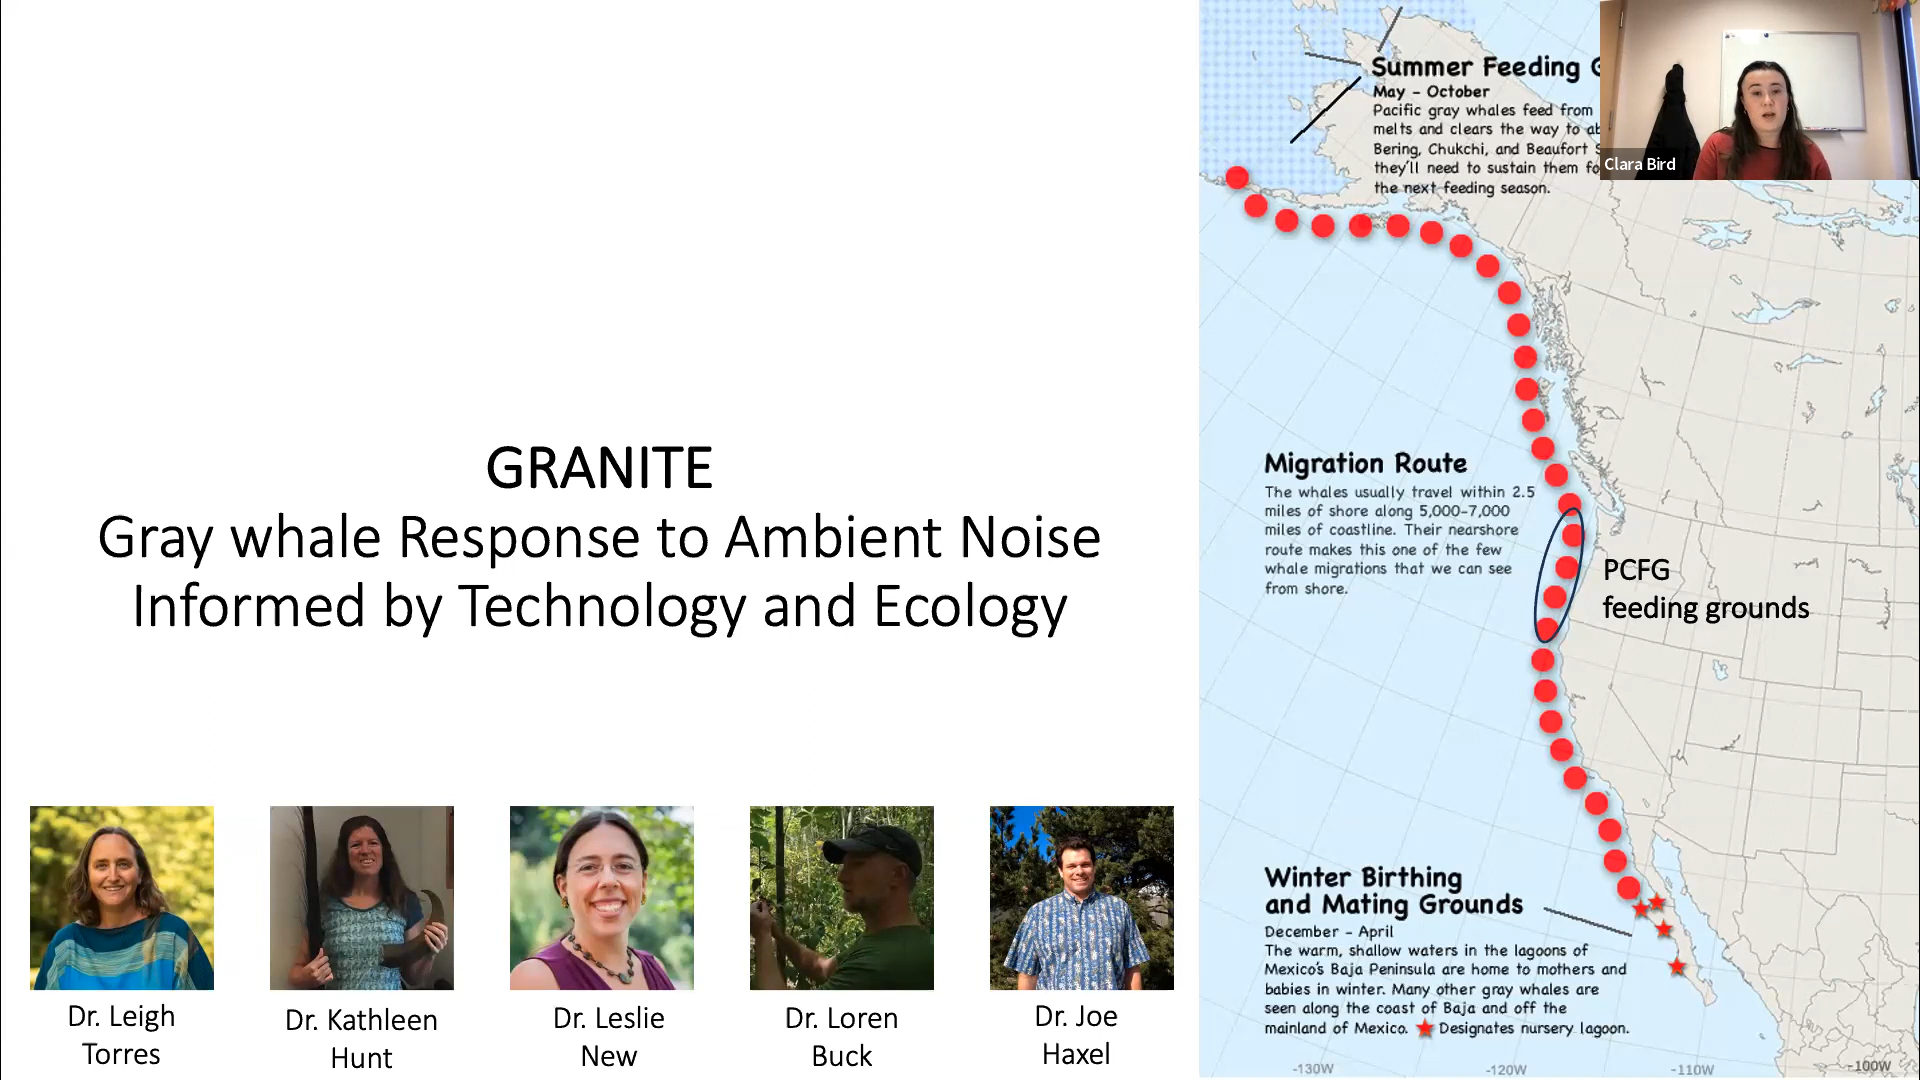 GRANITE
Gray whale Response to Ambient Noise
Informed by Technology and Ecology
Dr. Leigh
Torres
Dr. Kathleen
Hunt
Dr. Leslie
New
Dr. Loren
Buck
Dr. Joe
Haxel
Summer Feeding
May - October
Pacific gray whales feed from
melts and clears the way to
Bering, Chukchi, and Beaufort
they'll need to sustain them
the next feeding season.
Clara Bird
Migration Route
The whales usually travel within 2.5
miles of shore along 5,000-7,000
miles of coastline. Their nearshore
route makes this one of the few
whale migrations that we can see
from shore.
PCFG
feeding grounds
Winter Birthing
and Mating Grounds
December - April
The warm, shallow waters in the lagoons of
Mexico's Baja Peninsula are home to mothers and
babies in winter. Many other gray whales are
seen along the coast of Baja and off the
mainland of Mexico. Designates nursery lagoon.
-130W
-120W
-110W
-100W